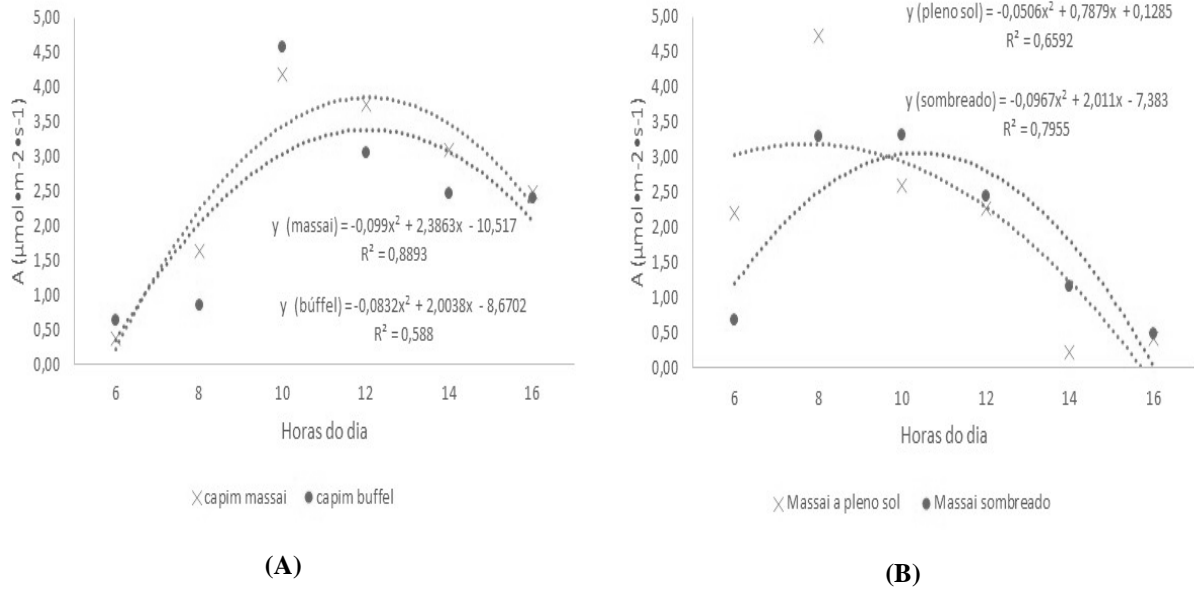 5,00
4,50
4,00
3,50
3,00
2,50
2,00
1,50
1,00
0,50
0,00
A (µmol•m-2•s-1)
6 8 10 12 14 16
Horas do dia
y (massai) = -0,099x² + 2,3863x - 10,517
R² = 0,8893
y (búffel) = -0,0832x² + 2,0038x - 8,6702
R² = 0,588
capim massai capim buffel
(A)
5,00
4,50
4,00
3,50
3,00
2,50
2,00
1,50
1,00
0,50
0,00
A (µmol•m-2•s-1)
6 8 10 12 14 16
Horas do dia
y (pleno sol) = -0,0506x² + 0,7879x + 0,1285
R² = 0,6592
y (sombreado) = -0,0967x² + 2,011x - 7,383
R² = 0,7955
Massai a pleno sol Massai sombreado
(B)